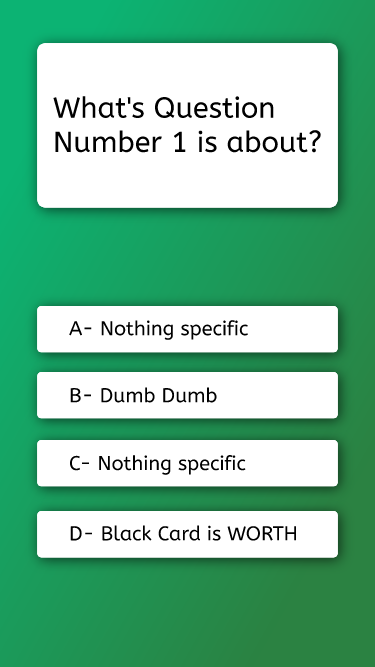 What's Question
Number 1 is about?
A- Nothing specific
B- Dumb Dumb
C- Nothing specific
D- Black Card is WORTH